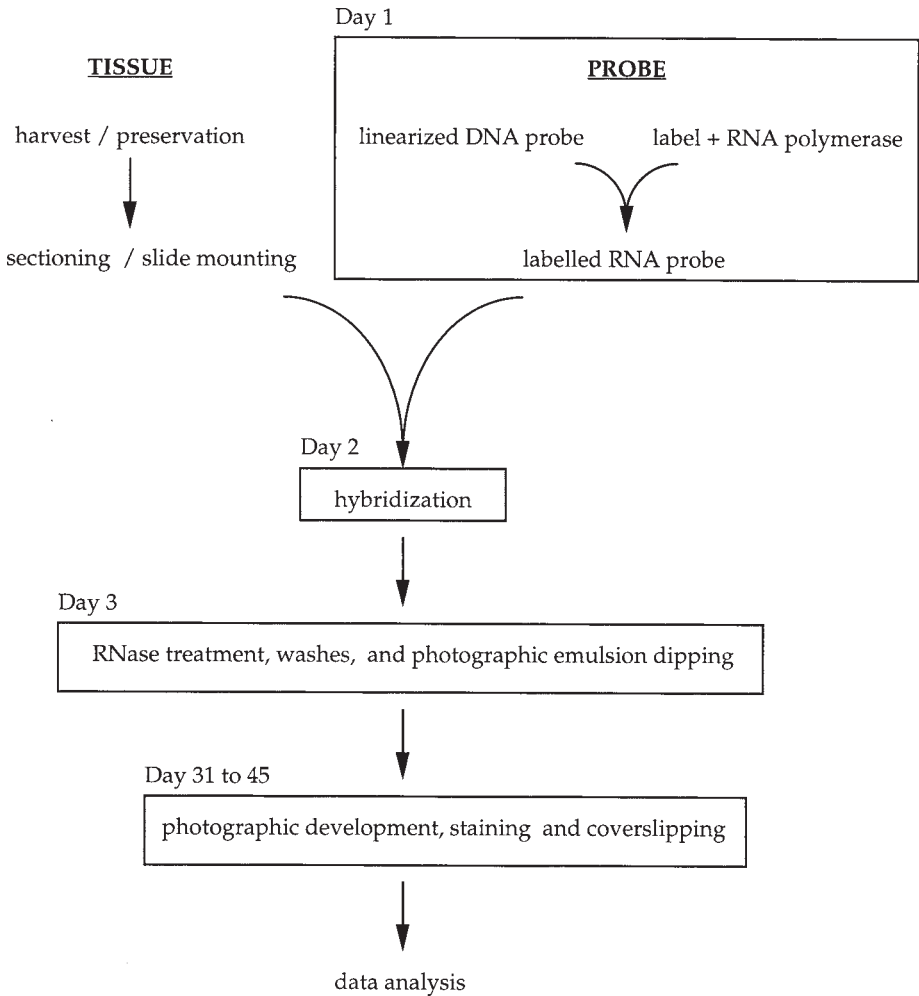 Day 1
TISSUE
PROBE
harvest / preservation
linearized DNA probe
label + RNA polymerase
sectioning / slide mounting
labelled RNA probe
Day 2
hybridization
Day 3
RNase treatment, washes, and photographic emulsion dipping
Day 31 to 45
photographic development, staining and coverslipping
data analysis